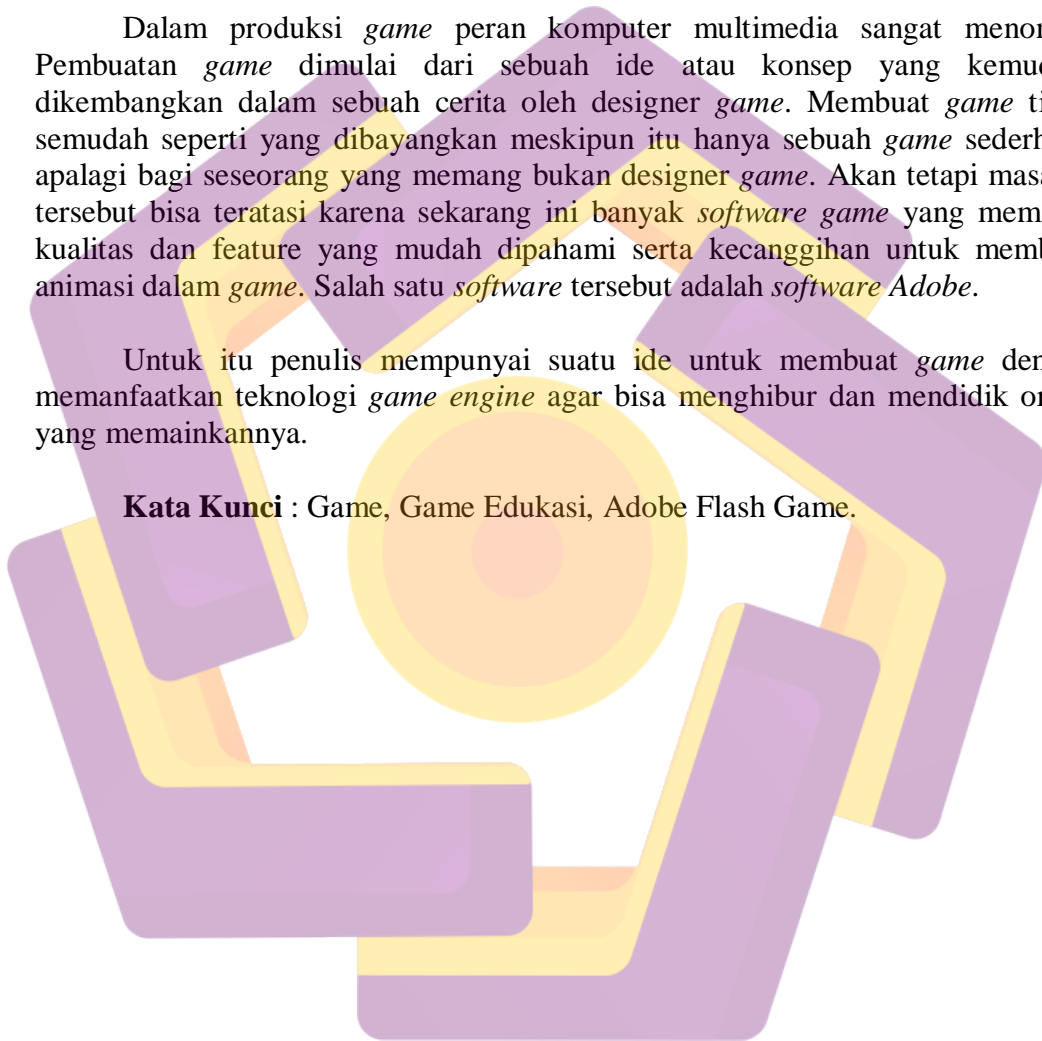 Dalam produksi game peran komputer multimedia sangat menon
Pembuatan game dimulai dari sebuah ide atau konsep yang kemud
dikembangkan dalam sebuah cerita oleh designer game. Membuat game ti
semudah seperti yang dibayangkan meskipun itu hanya sebuah game sederh
apalagi bagi seseorang yang memang bukan designer game. Akan tetapi masa
tersebut bisa teratasi karena sekarang ini banyak software game yang mem
kualitas dan feature yang mudah dipahami serta kecanggihan untuk memb
animasi dalam game. Salah satu software tersebut adalah software Adobe.
Untuk itu penulis mempunyai suatu ide untuk membuat game den
memanfaatkan teknologi game engine agar bisa menghibur dan mendidik or
yang memainkannya.
Kata Kunci : Game, Game Edukasi, Adobe Flash Game.